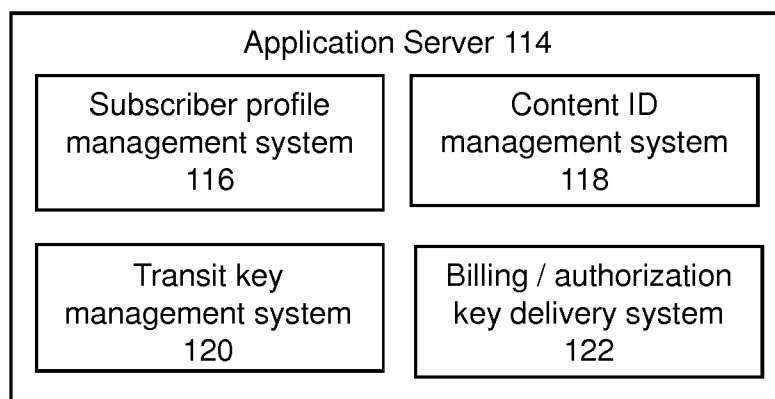 Application Server 114
Subscriber profile
management system
116
Content ID
management system
118
Transit key
management system
120
Billing / authorization
key delivery system
122